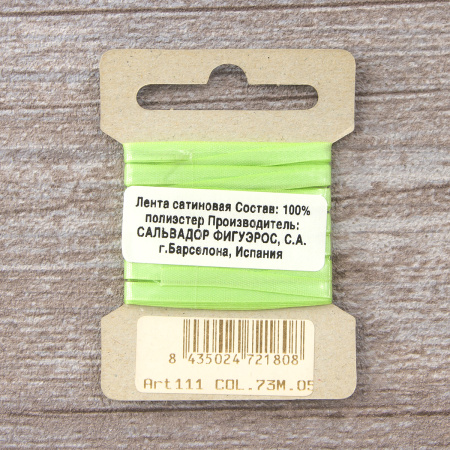 Лента сатиновая Состав: 100%
полиэстер Производитель:
САЛЬВАДОР ФИГУЭРОС, С.А.
г.Барселона, Испания
8 435024 721808
Art111 COL.73M.05